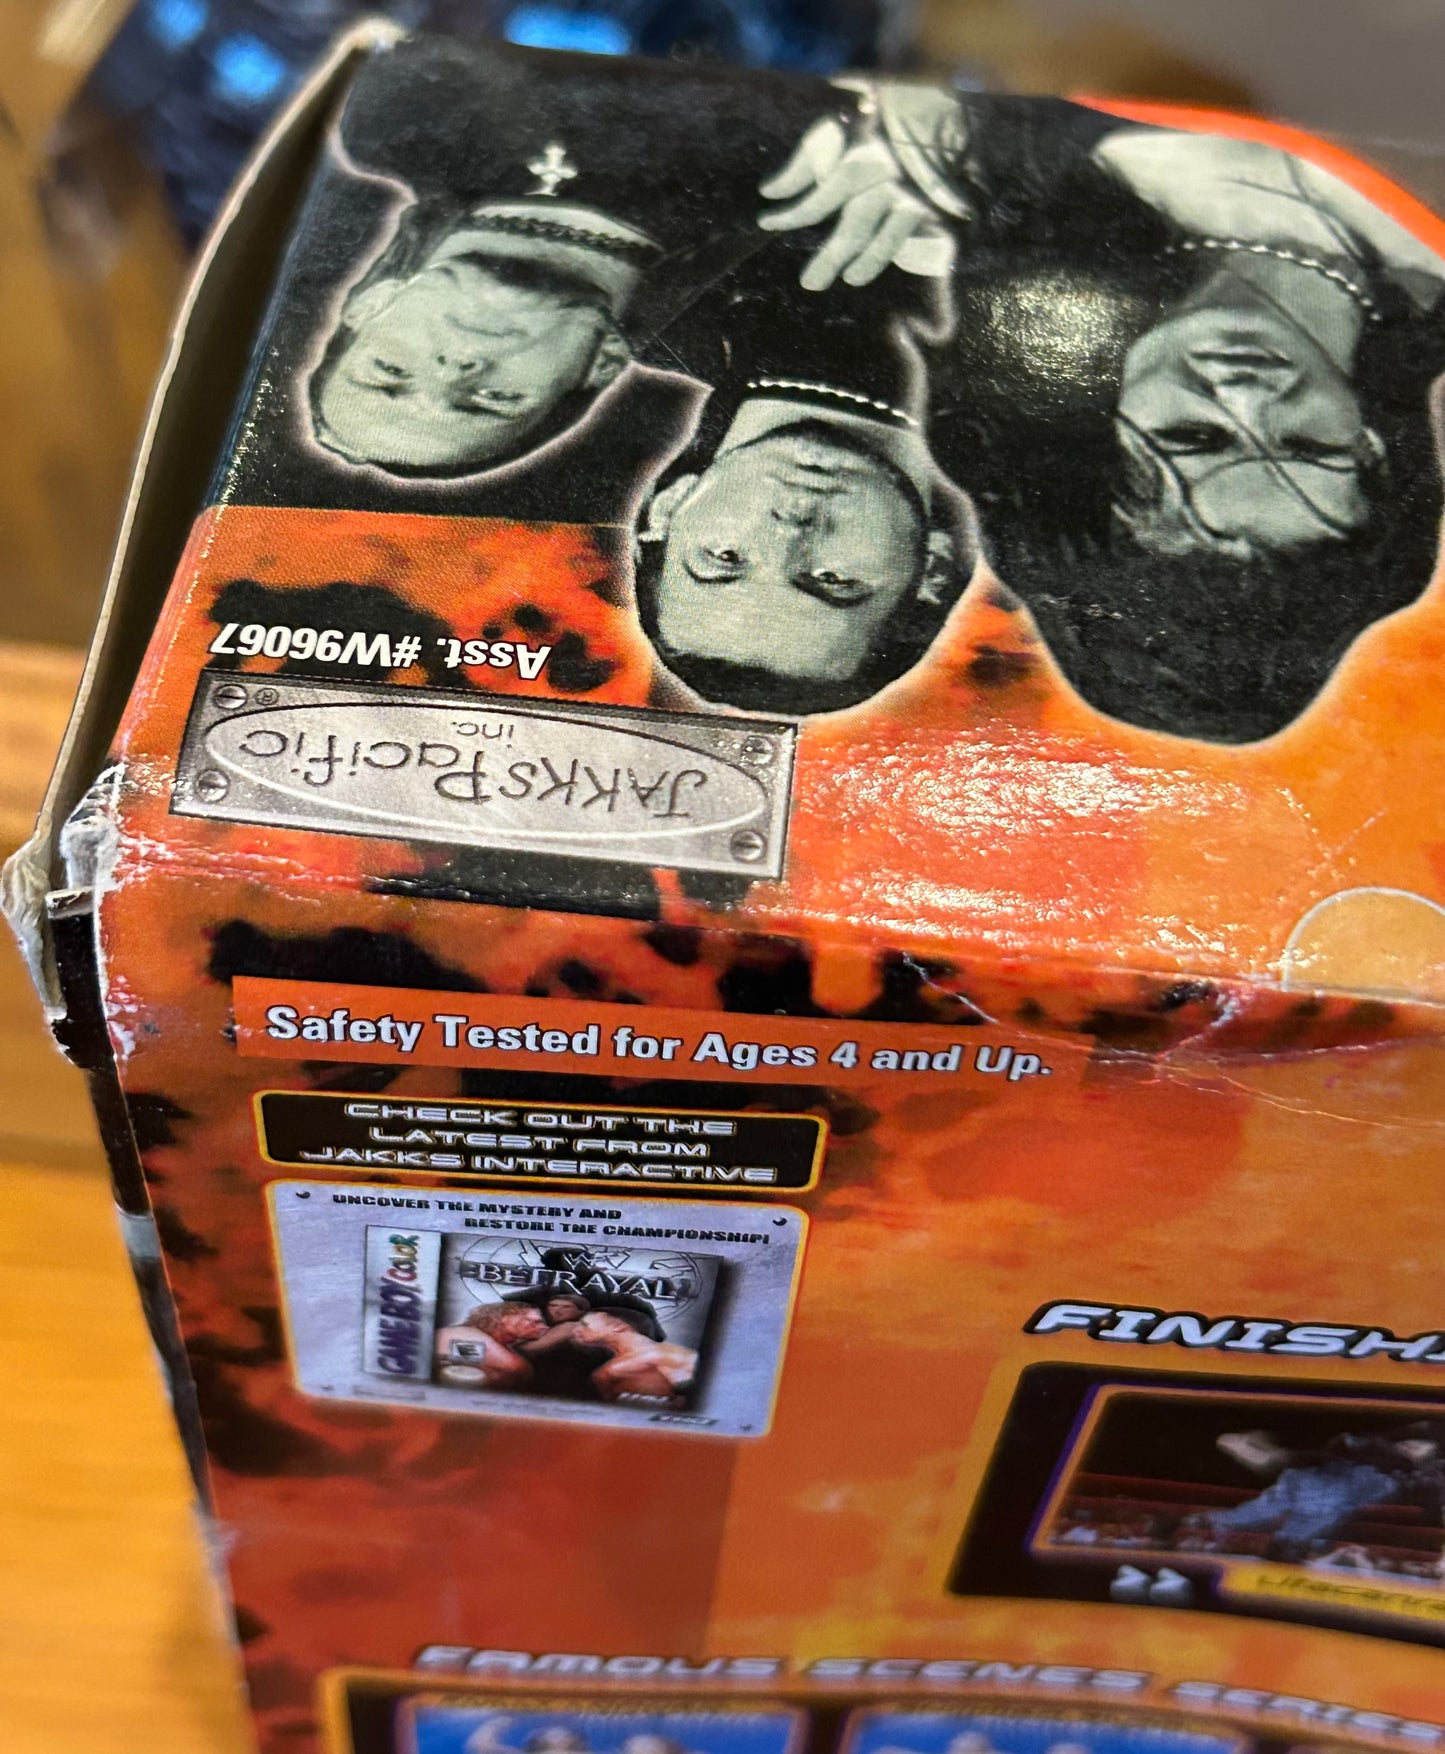 Asst. #W96067
JAKKS Pacific
inc.
®
Safety Tested for Ages 4 and Up.
CHECK OUT THE
LATEST FROM
JAKKS INTERACTIVE
UNCOVER THE MYSTERY AND
RESTORE THE CHAMPIONSHIP!
GAME BOY COLOR
BETRAYAL
E
FINISH
FAMOUS SCENES SERIES